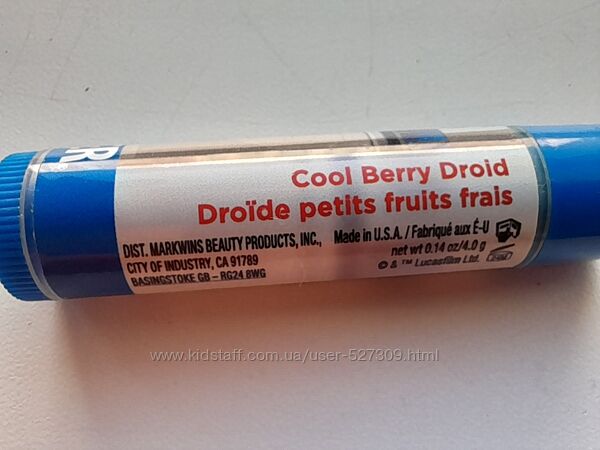 R
Cool Berry Droid
Droïde petits fruits frais
DIST. MARKWINS BEAUTY PRODUCTS, INC.,
CITY OF INDUSTRY, CA 91789
BASINGSTOKE GB – RG24 8WG
Made in U.S.A. / Fabriqué aux É-U
net wt 0.14 oz/4.0 g
© & ™ Lucasfilm Ltd.
www.kidstaff.com.ua/user-527309.html